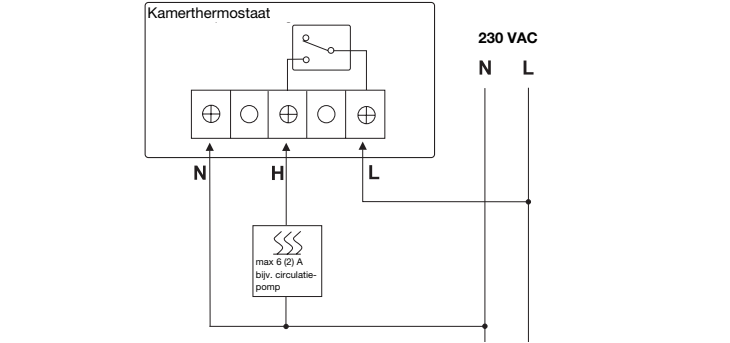 Kamerthermostaat
230 VAC
N L
N H L
max 6 (2) A
bijv. circulatie-
pomp